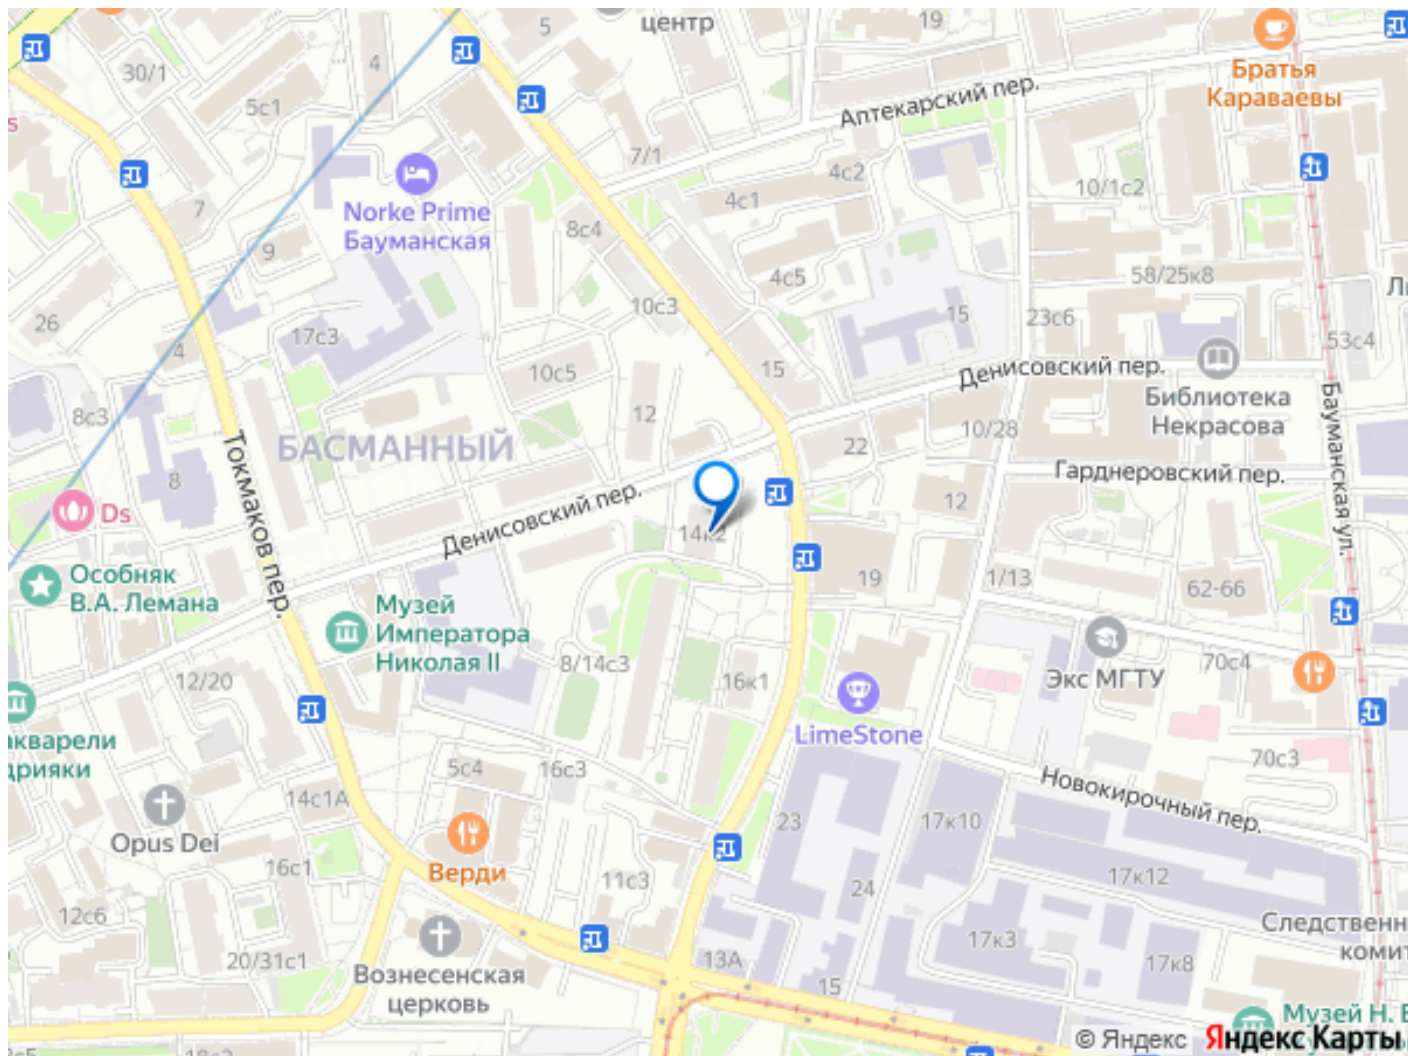 центр
19
5
4
30/1
5с1
Братья
Караваевы
Аптекарский пер.
s
7/1
4с2
10/1с2
4с1
7
Norke Prime
Бауманская
8с4
9
4с5
58/25к8
10с3
15
23с6
26
17с3
4
53с4
15
10с5
Денисовский пер.
Библиотека
Некрасова
8с3
12
БАСМАННЫЙ
22
10/28
Бауманская ул.
Гарднеровский пер.
8
12
Ds
Токмаков пер.
Денисовский пер.
14к2
Особняк
В.А. Лемана
19
1/13
62-66
Музей
Императора
Николая II
8/14с3
70с4
Экс МГТУ
12/20
16к1
LimeStone
акварели
дрияки
5с4
16с3
70с3
14с1А
Новокирочный пер.
23
17к10
Opus Dei
16с1
Верди
11с3
24
17к12
12с6
Следственн
комит
20/31с1
Вознесенская
церковь
13А
17к3
17к8
15
Музей Н. Е
© Яндекс
Яндекс Карты